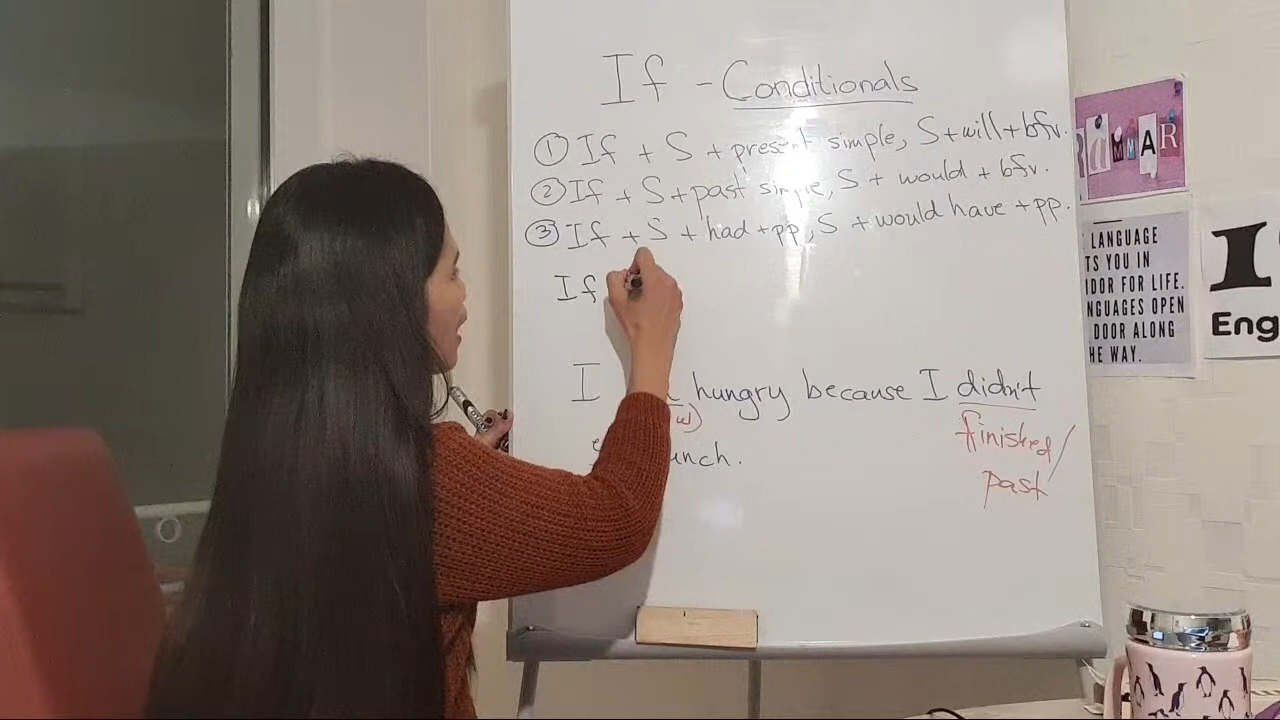 If - Conditionals
① If + S + present simple, S + will + bfv.
② If + S + past simple, S + would + bfv.
③ If + S + had + pp, S + would have + pp.
If
I hungry because I didn't
finished/
past
lunch.
GRAMMAR
LANGUAGE
TS YOU IN
IDOR FOR LIFE.
NGUAGES OPEN
DOOR ALONG
HE WAY.
I
Eng